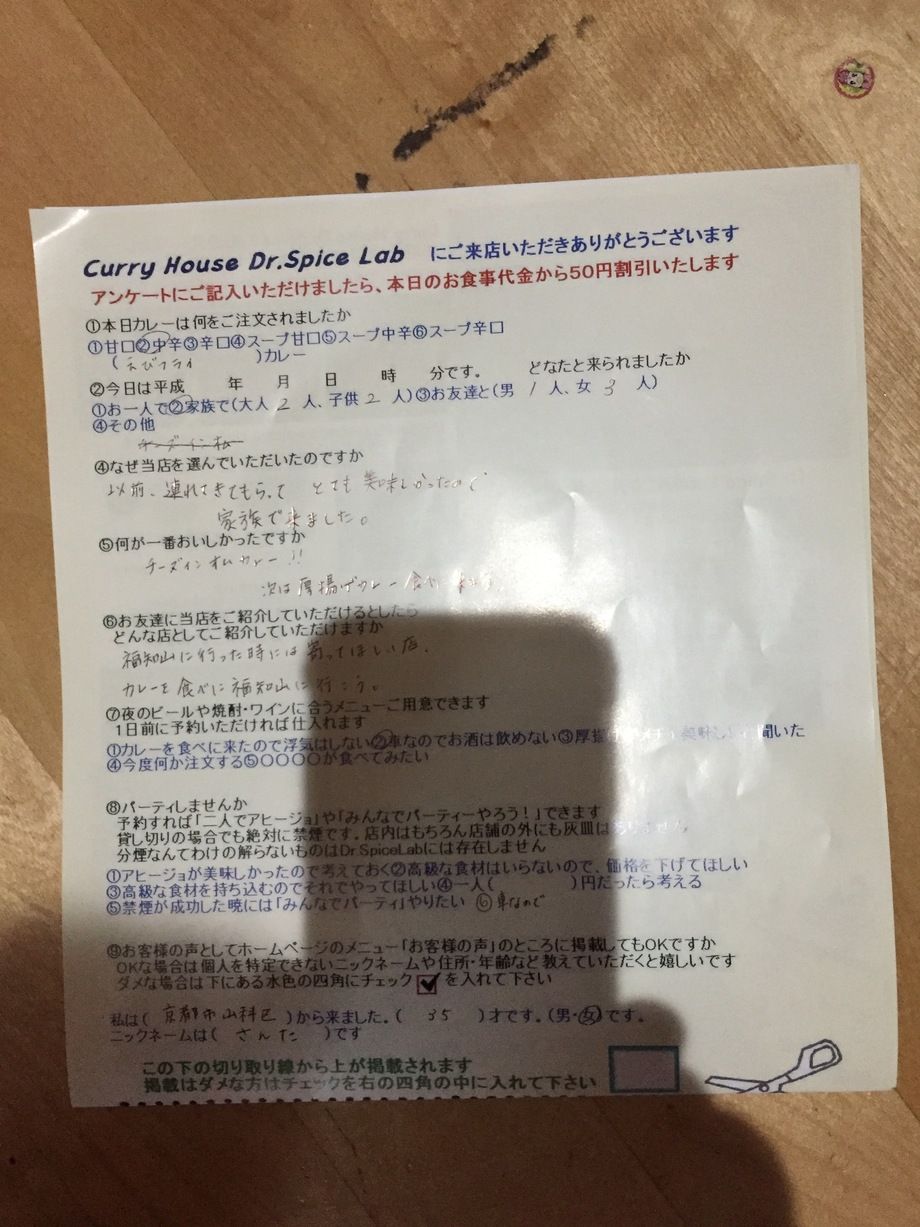 Curry House Dr.Spice Lab にご来店いただきありがとうございます
アンケートにご記入いただけましたら、本日のお食事代金から50円割引いたします
①本日カレーは何をご注文されましたか
①甘口②中辛③辛口④スープ甘口⑤スープ中辛⑥スープ辛口
(えびフライ )カレー
②今日は平成 年 月 日 時 分です。 どなたと来られましたか
①お一人で②家族で(大人 2 人、子供 2 人)③お友達と(男 1 人、女 3 人)
④その他
④なぜ当店を選んでいただいたのですか
以前、連れてきてもらって とても美味しかったので
家族で来ました。
⑤何が一番おいしかったですか
チーズインオムカレー!!
次は厚揚げカレー食べに
⑥お友達に当店をご紹介していただけるとしたら
どんな店としてご紹介していただけますか
福知山に行った時には寄ってほしい店。
カレーを食べに福知山に行こう。
⑦夜のビールや焼酎・ワインに合うメニューご用意できます
1日前に予約いただければ仕入れます
①カレーを食べに来たので浮気はしない②車なのでお酒は飲めない③厚揚 美味しいと聞いた
④今度何か注文する⑤〇〇〇〇が食べてみたい
⑧パーティしませんか
予約すれば「二人でアヒージョ」や「みんなでパーティーやろう!」できます
貸し切りの場合でも絶対に禁煙です。店内はもちろん店舗の外にも灰皿はありません。
分煙なんてわけの解らないものはDr.SpiceLabには存在しません
①アヒージョが美味しかったので考えておく②高級な食材はいらないので、価格を下げてほしい
③高級な食材を持ち込むのでそれでやってほしい④一人( )円だったら考える
⑤禁煙が成功した暁には「みんなでパーティ」やりたい ⑥車なので
⑨お客様の声としてホームページのメニュー「お客様の声」のところに掲載してもOKですか
OKな場合は個人を特定できないニックネームや住所・年齢など教えていただくと嬉しいです
ダメな場合は下にある水色の四角にチェック☑を入れて下さい
私は( 京都市山科区 )から来ました。( 35 )才です。(男・女)です。
ニックネームは( さんた )です
この下の切り取り線から上が掲載されます
掲載はダメな方はチェックを右の四角の中に入れて下さい